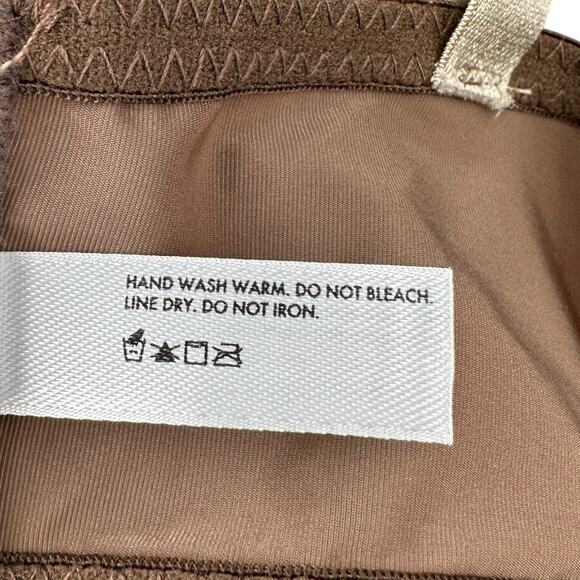 HAND WASH WARM. DO NOT BLEACH.
LINE DRY. DO NOT IRON.